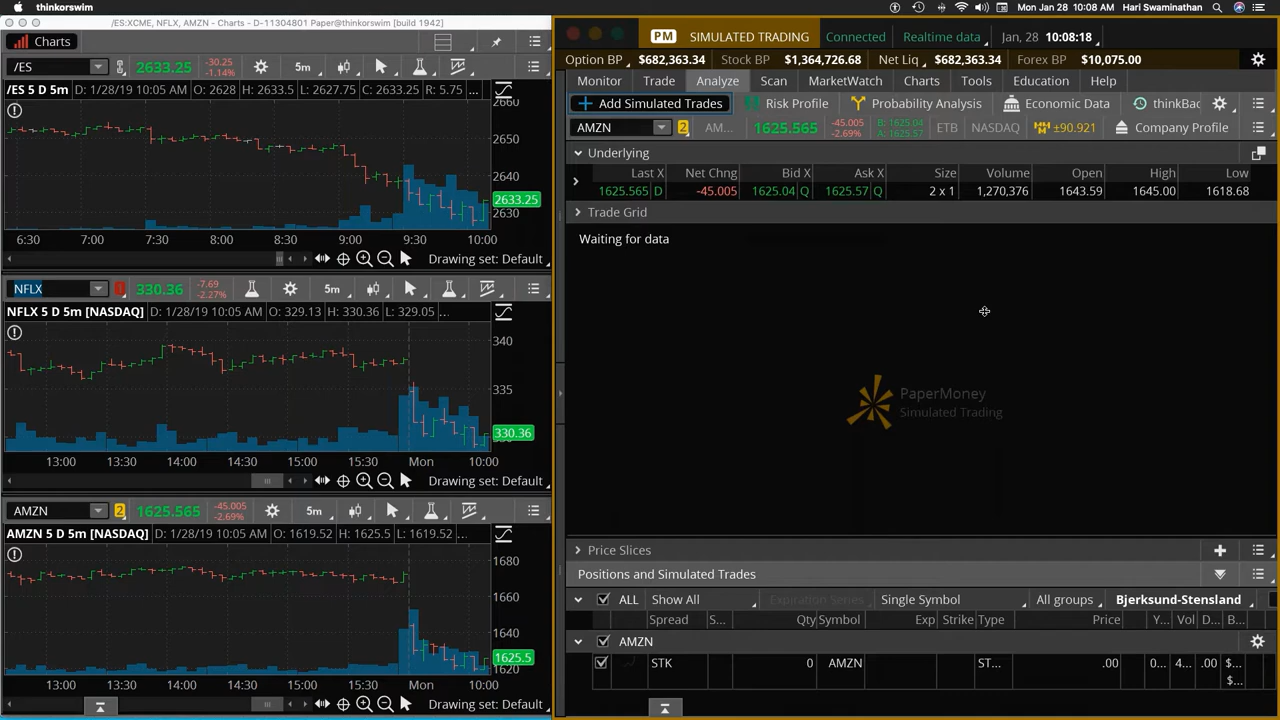 thinkorswim
Mon Jan 28 10:08 AM Hari Swaminathan
/ES:XCME, NFLX, AMZN - Charts - D-11304801 Paper@thinkorswim [build 1942]
Charts
/ES 2633.25 -30.25 -1.14% 5m
/ES 5 D 5m D: 1/28/19 10:05 AM O: 2628 H: 2633.5 L: 2627.75 C: 2633.25 R: 5.75 ...
2660
2650
2640
2633.25
2630
6:30 7:00 7:30 8:00 8:30 9:00 9:30 10:00
Drawing set: Default
NFLX 330.36 -7.69 -2.27% 5m
NFLX 5 D 5m [NASDAQ] D: 1/28/19 10:05 AM O: 329.13 H: 330.36 L: 329.05 ...
340
335
330.36
13:00 13:30 14:00 14:30 15:00 15:30 Mon 10:00
Drawing set: Default
AMZN 2 1625.565 -45.005 -2.69% 5m
AMZN 5 D 5m [NASDAQ] D: 1/28/19 10:05 AM O: 1619.52 H: 1625.5 L: 1619.52 ...
1680
1660
1640
1625.5
1620
13:00 13:30 14:00 14:30 15:00 15:30 Mon 10:00
Drawing set: Default
PM SIMULATED TRADING Connected Realtime data Jan, 28 10:08:18
Option BP $682,363.34 Stock BP $1,364,726.68 Net Liq $682,363.34 Forex BP $10,075.00
Monitor Trade Analyze Scan MarketWatch Charts Tools Education Help
Add Simulated Trades Risk Profile Probability Analysis Economic Data thinkBac
AMZN 2 AM... 1625.565 -45.005 -2.69% B: 1625.04 A: 1625.57 ETB NASDAQ ±90.921 Company Profile
Underlying
Last X Net Chng Bid X Ask X Size Volume Open High Low
1625.565 D -45.005 1625.04 Q 1625.57 Q 2 x 1 1,270,376 1643.59 1645.00 1618.68
Trade Grid
Waiting for data
PaperMoney
Simulated Trading
Price Slices
Positions and Simulated Trades
ALL Show All Expiration Series Single Symbol All groups Bjerksund-Stensland
Spread S... Qty Symbol Exp Strike Type Price Y... Vol D... B...
AMZN
STK 0 AMZN ST... .00 0... 4... .00 $...
$...